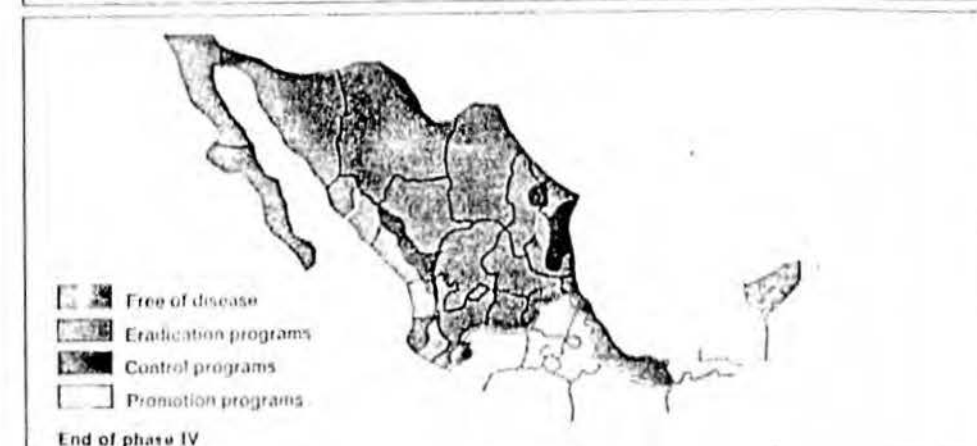 Free of disease
Eradication programs
Control programs
Promotion programs
End of phase IV